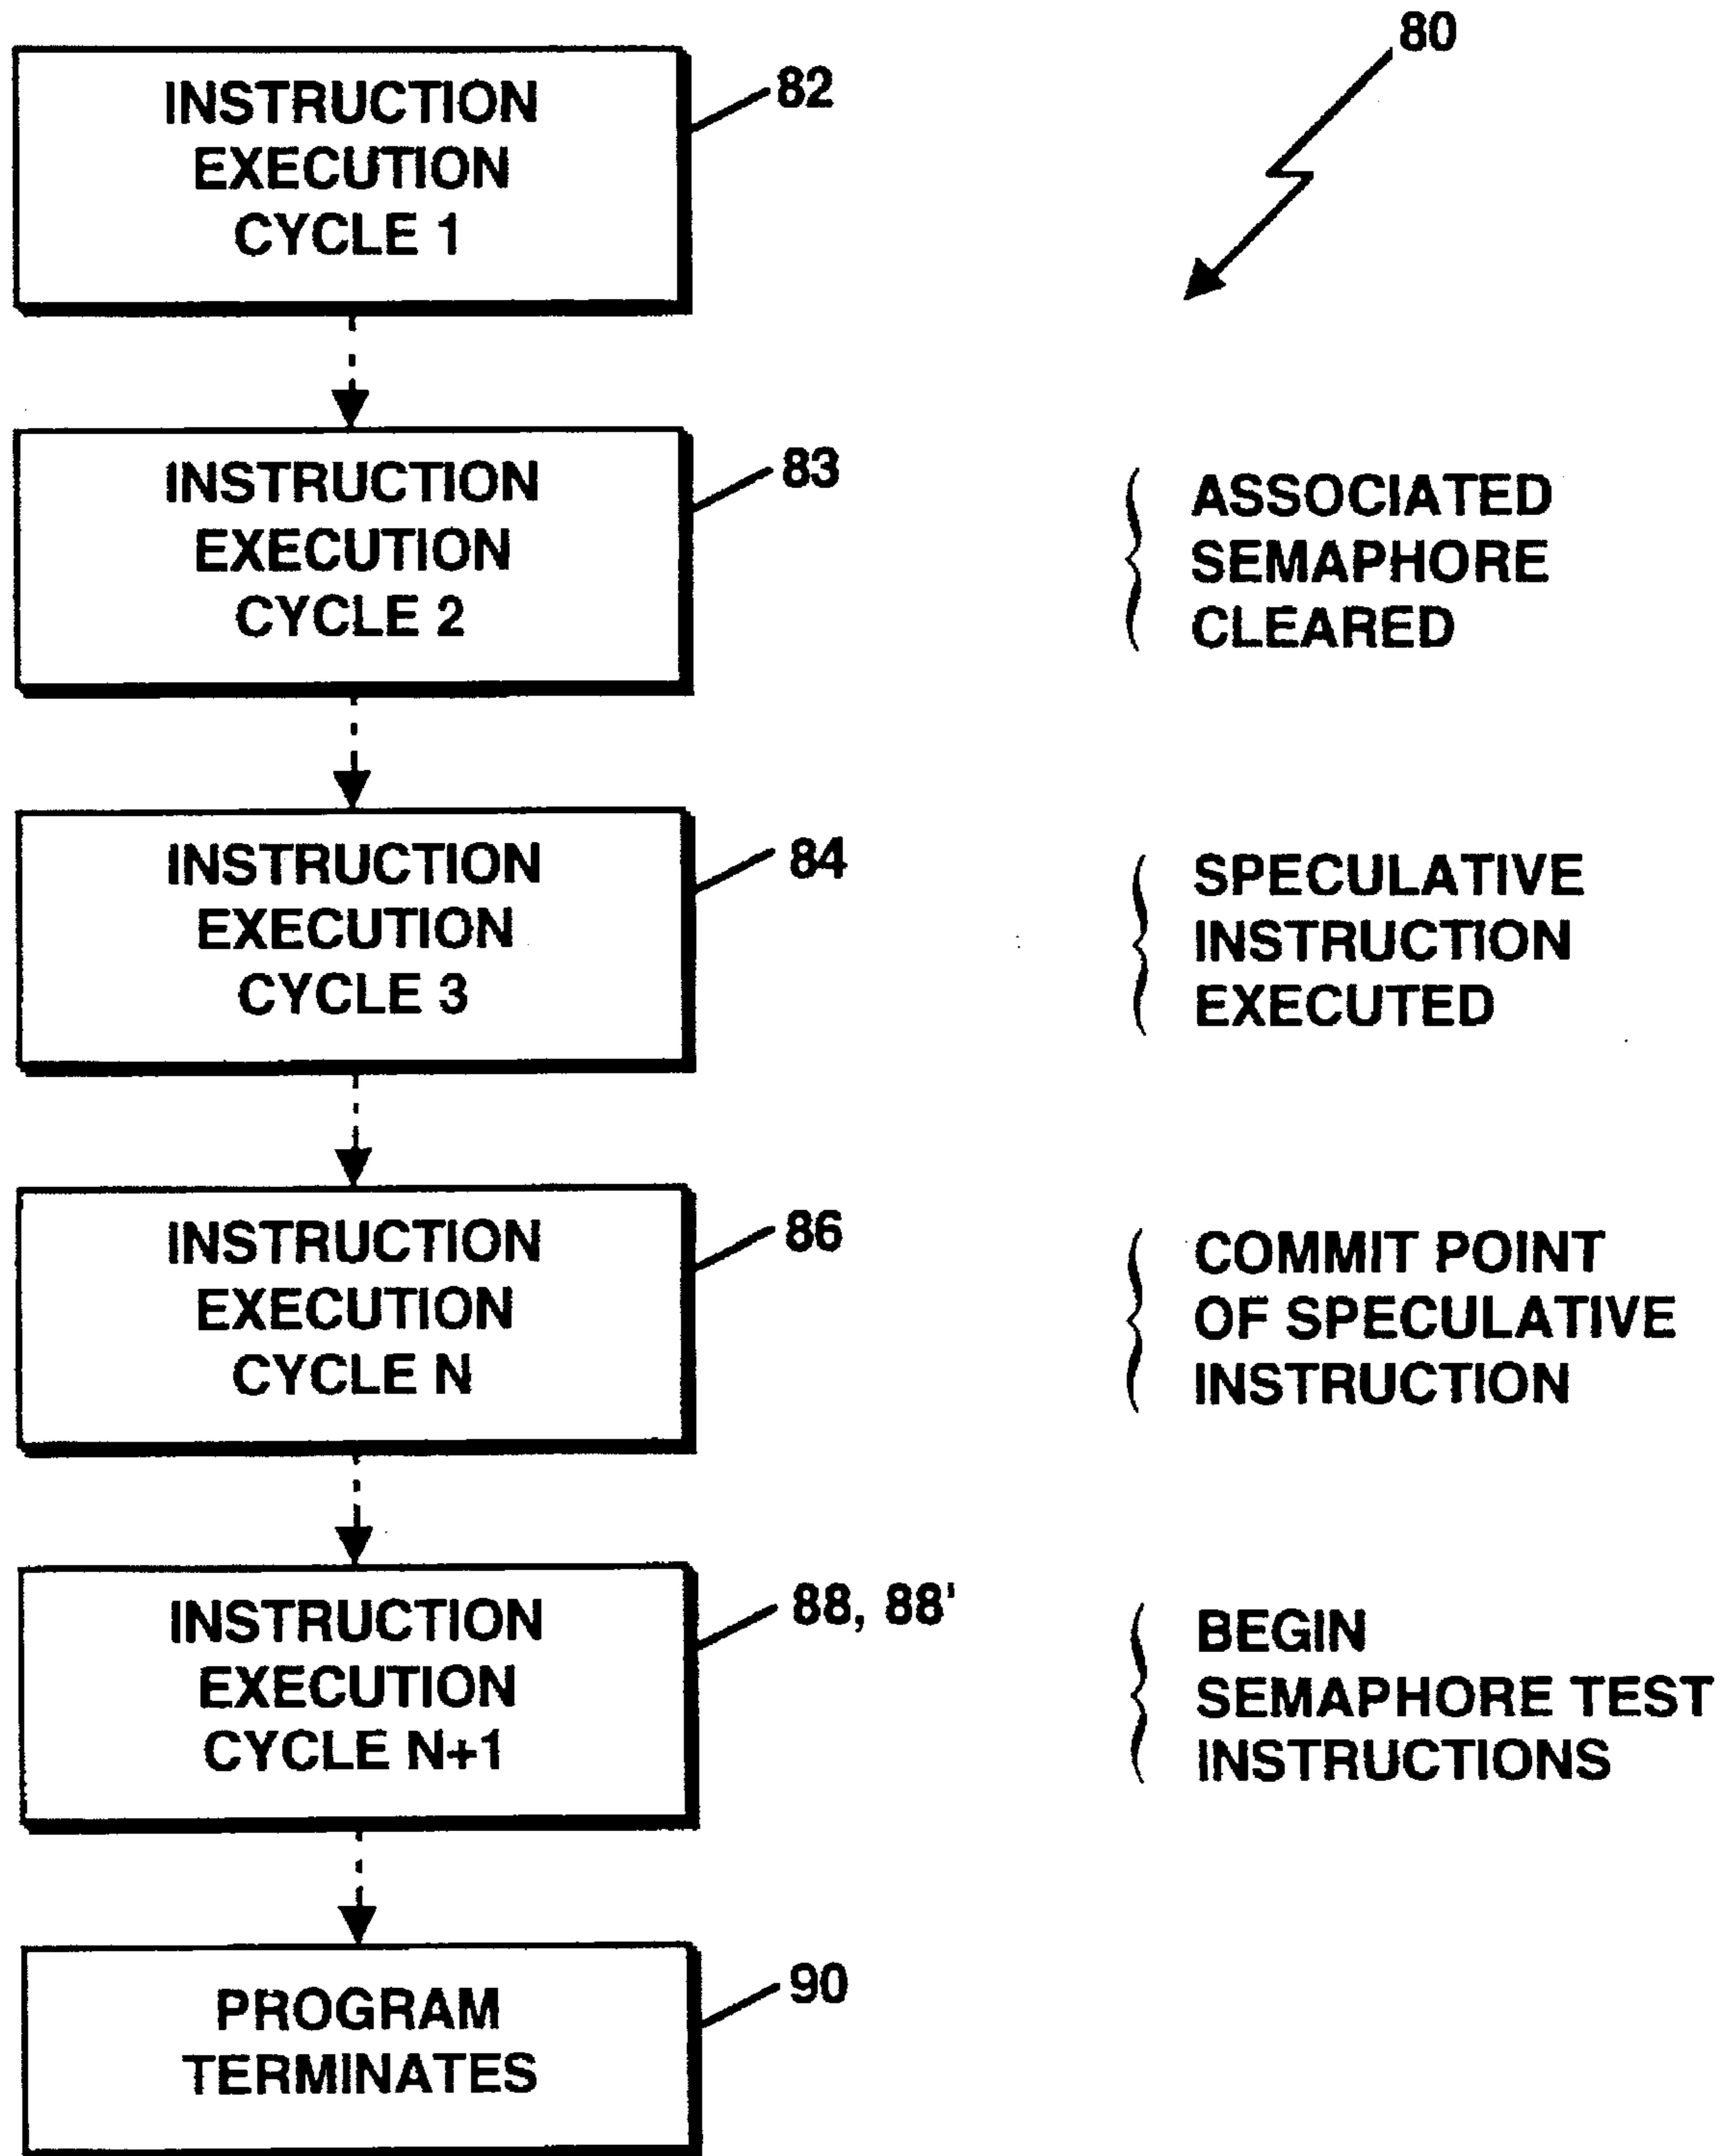 80
INSTRUCTION
EXECUTION
CYCLE 1
82
INSTRUCTION
EXECUTION
CYCLE 2
83
ASSOCIATED
SEMAPHORE
CLEARED
INSTRUCTION
EXECUTION
CYCLE 3
84
SPECULATIVE
INSTRUCTION
EXECUTED
INSTRUCTION
EXECUTION
CYCLE N
86
COMMIT POINT
OF SPECULATIVE
INSTRUCTION
INSTRUCTION
EXECUTION
CYCLE N+1
88, 88'
BEGIN
SEMAPHORE TEST
INSTRUCTIONS
PROGRAM
TERMINATES
90